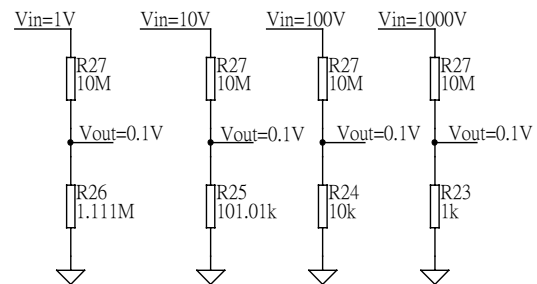 Vin=1V Vin=10V Vin=100V Vin=1000V
R27 R27 R27 R27
10M 10M 10M 10M
Vout=0.1V Vout=0.1V Vout=0.1V Vout=0.1V
R26 R25 R24 R23
1.111M 101.01k 10k 1k